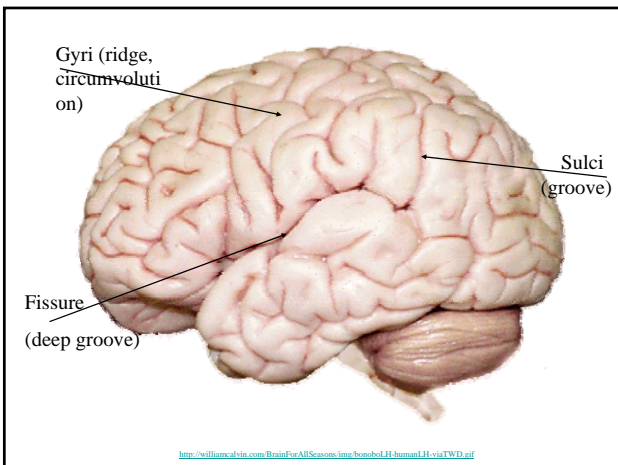 Gyri (ridge,
circumvoluti
on)
Sulci
(groove)
Fissure
(deep groove)
http://williamcalvin.com/BrainForAllSeasons/img/bonoboLH-humanLH-viaTWD.gif